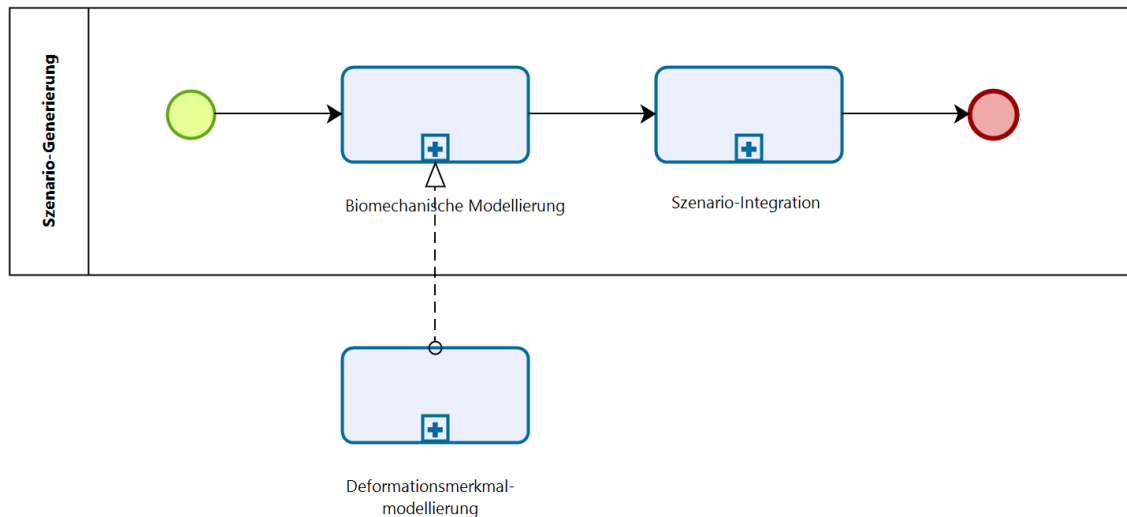 Szenario-Generierung
Biomechanische Modellierung
Szenario-Integration
Deformationsmerkmal-
modellierung